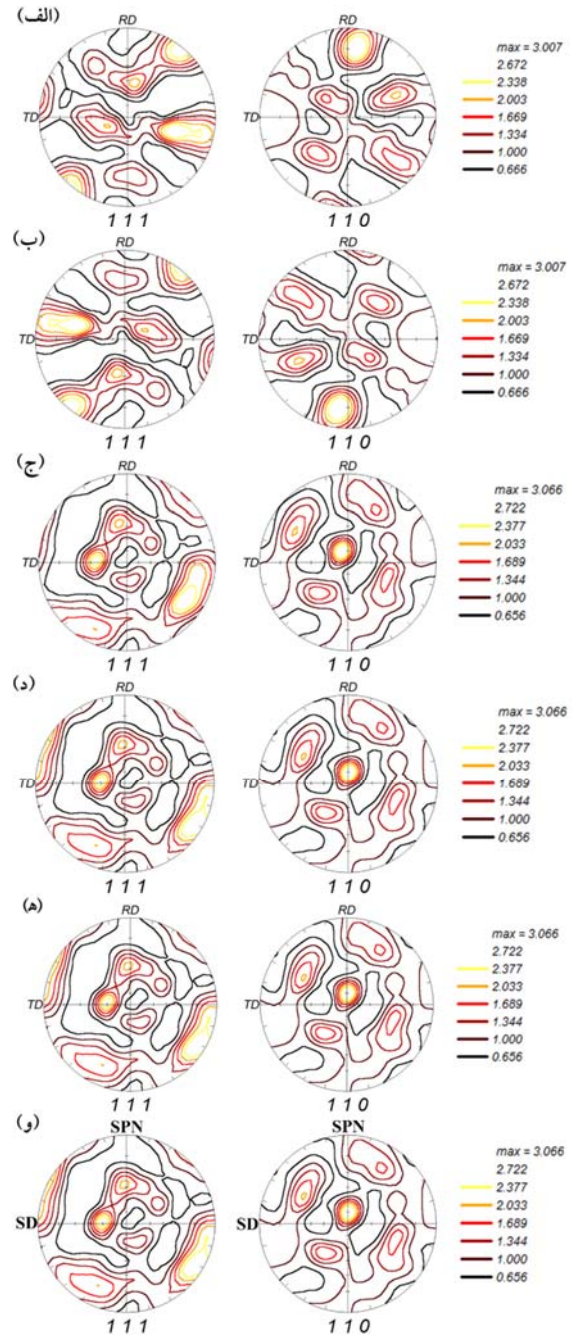 (الف)
RD RD
TD TD
max = 3.007
2.672
2.338
2.003
1.669
1.334
1.000
0.666
1 1 1 1 1 0
(ب)
RD RD
TD TD
max = 3.007
2.672
2.338
2.003
1.669
1.334
1.000
0.666
1 1 1 1 1 0
(ج)
RD RD
TD TD
max = 3.066
2.722
2.377
2.033
1.689
1.344
1.000
0.656
1 1 1 1 1 0
(د)
RD RD
TD TD
max = 3.066
2.722
2.377
2.033
1.689
1.344
1.000
0.656
1 1 1 1 1 0
(ه)
RD RD
TD TD
max = 3.066
2.722
2.377
2.033
1.689
1.344
1.000
0.656
1 1 1 1 1 0
(و)
SPN SPN
SD SD
max = 3.066
2.722
2.377
2.033
1.689
1.344
1.000
0.656
1 1 1 1 1 0